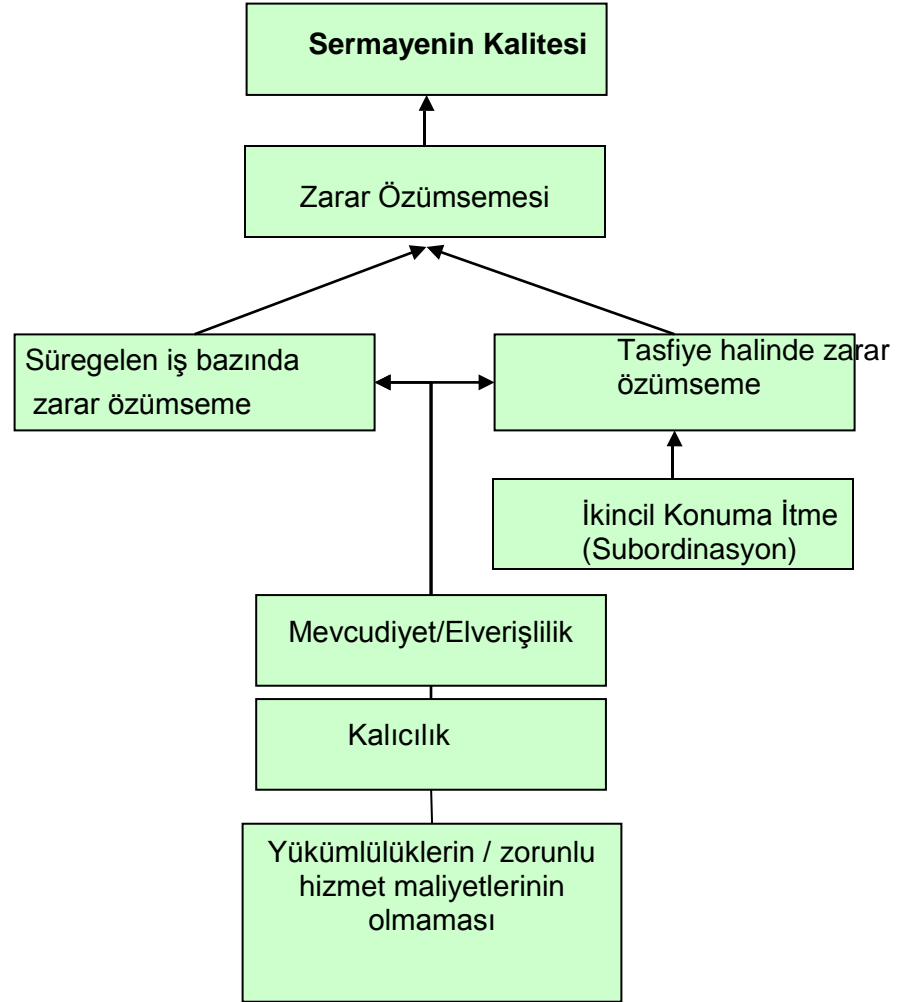 Sermayenin Kalitesi
Zarar Özümsemesi
Süregelen iş bazında
zarar özümseme
Tasfiye halinde zarar
özümseme
İkincil Konuma İtme
(Subordinasyon)
Mevcudiyet/Elverişlilik
Kalıcılık
Yükümlülüklerin / zorunlu
hizmet maliyetlerinin
olmaması